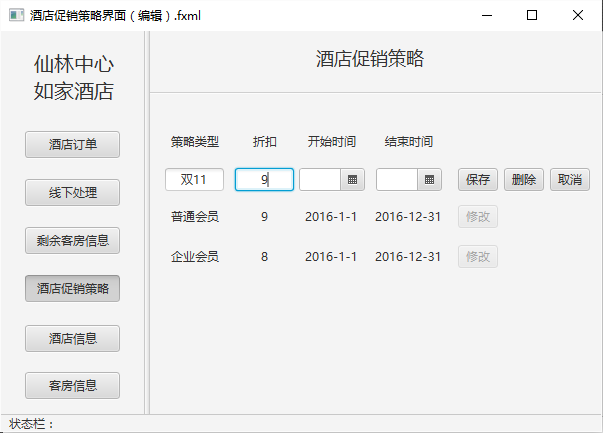 酒店促销策略界面（编辑）.fxml
仙林中心
如家酒店
酒店订单
线下处理
剩余客房信息
酒店促销策略
酒店信息
客房信息
酒店促销策略
策略类型 折扣 开始时间 结束时间
双11 9 保存 删除 取消
普通会员 9 2016-1-1 2016-12-31 修改
企业会员 8 2016-1-1 2016-12-31 修改
状态栏：